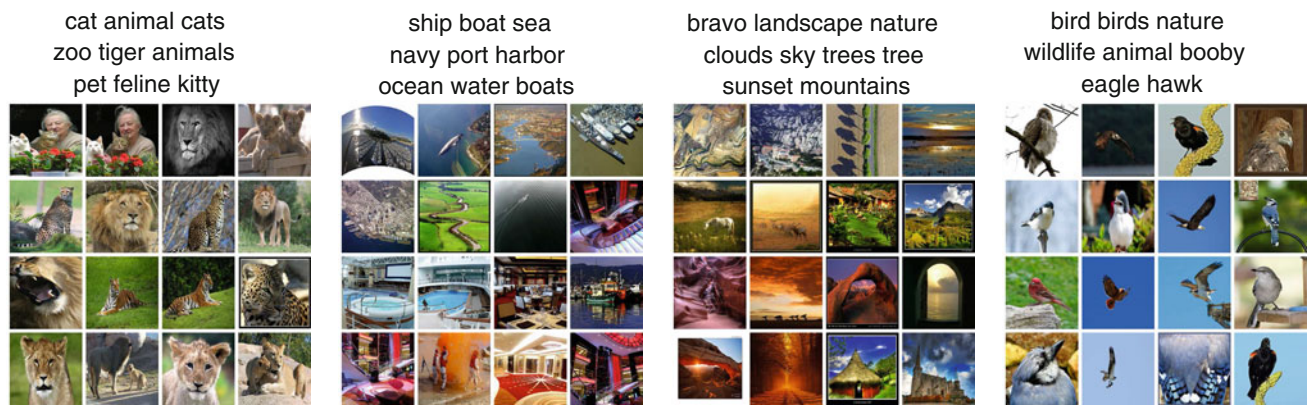 cat animal cats
zoo tiger animals
pet feline kitty
ship boat sea
navy port harbor
ocean water boats
bravo landscape nature
clouds sky trees tree
sunset mountains
bird birds nature
wildlife animal booby
eagle hawk